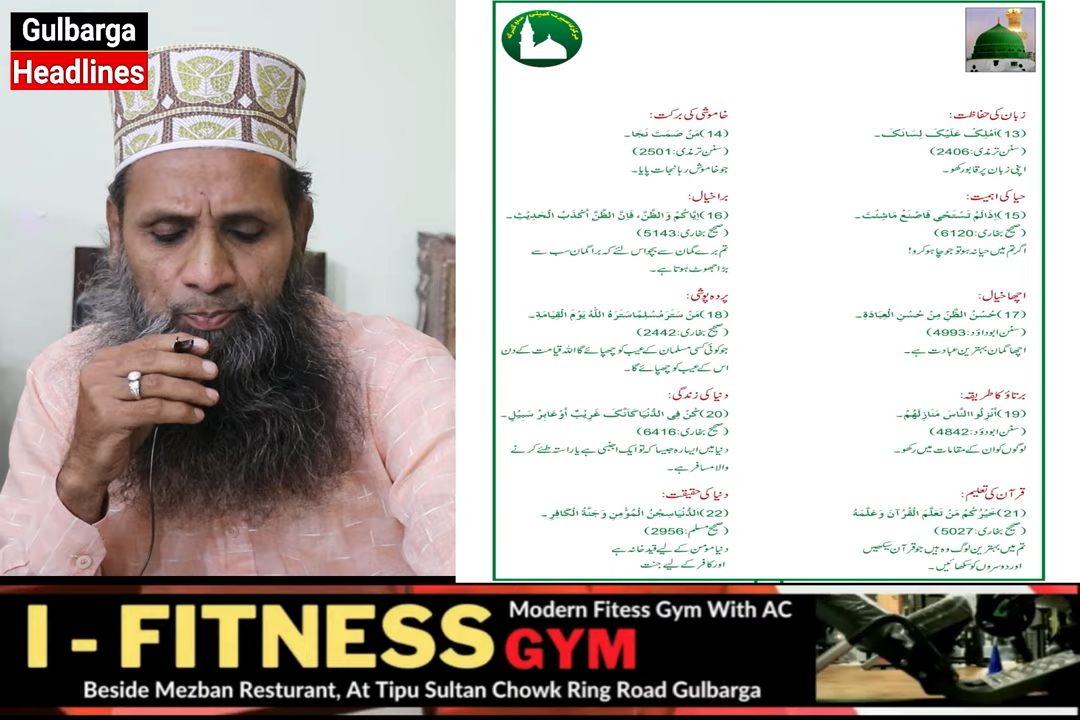 Gulbarga
Headlines
زبان کی حفاظت:
(13) اَمْلِکْ عَلَیْکَ لِسَانَکَ۔
(سنن ترمذی:2406)
اپنی زبان پر قابو رکھو۔
خاموشی کی برکت:
(14) مَنْ صَمَتَ نَجَا۔
(سنن ترمذی:2501)
جو خاموش رہا نجات پایا۔
حیا کی اہمیت:
(15) اِذَالَمْ تَسْتَحْیِ فَاصْنَعْ مَاشِئْتَ۔
(صحیح بخاری:6120)
اگر تم میں حیا نہ ہو تو جو چاہو کرو!
برا خیال:
(16) اِیَّاکُمْ وَالظَّنَّ، فَاِنَّ الظَّنَّ اَکْذَبُ الْحَدِیْثِ۔
(صحیح بخاری:5143)
تم برے گمان سے بچو اس لئے کہ برا گمان سب سے
بڑا جھوٹ ہوتا ہے۔
اچھا خیال:
(17) حُسْنُ الظَّنِّ مِنْ حُسْنِ الْعِبَادَۃِ۔
(سنن ابوداؤد:4993)
اچھا گمان بہترین عبادت ہے۔
پردہ پوشی:
(18) مَنْ سَتَرَ مُسْلِمًا سَتَرَہُ اللّٰہُ یَوْمَ الْقِیَامَۃِ۔
(صحیح بخاری:2442)
جو کوئی کسی مسلمان کے عیب کو چھپائے گا اللہ قیامت کے دن
اس کے عیب کو چھپائے گا۔
برتاؤ کا طریقہ:
(19) اَنْزِلُوا النَّاسَ مَنَازِلَھُمْ۔
(سنن ابوداؤد:4842)
لوگوں کو ان کے مقامات میں رکھو۔
دنیا کی زندگی:
(20) کُنْ فِی الدُّنْیَا کَاَنَّکَ غَرِیْبٌ اَوْ عَابِرُ سَبِیْلٍ۔
(صحیح بخاری:6416)
دنیا میں ایسا رہ جیسا کہ تو ایک اجنبی ہے یا راستہ طئے کرنے
والا مسافر ہے۔
قرآن کی تعلیم:
(21) خَیْرُکُمْ مَنْ تَعَلَّمَ الْقُرْآنَ وَعَلَّمَہُ
(صحیح بخاری:5027)
تم میں بہترین لوگ وہ ہیں جو قرآن سیکھیں
اور دوسروں کو سکھائیں۔
دنیا کی حقیقت:
(22) اَلدُّنْیَا سِجْنُ الْمُؤْمِنِ وَجَنَّۃُ الْکَافِرِ۔
(صحیح مسلم:2956)
دنیا مؤمن کے لیے قید خانہ ہے
اور کافر کے لیے جنت
I - FITNESS
GYM
Modern Fitess Gym With AC
Beside Mezban Resturant, At Tipu Sultan Chowk Ring Road Gulbarga